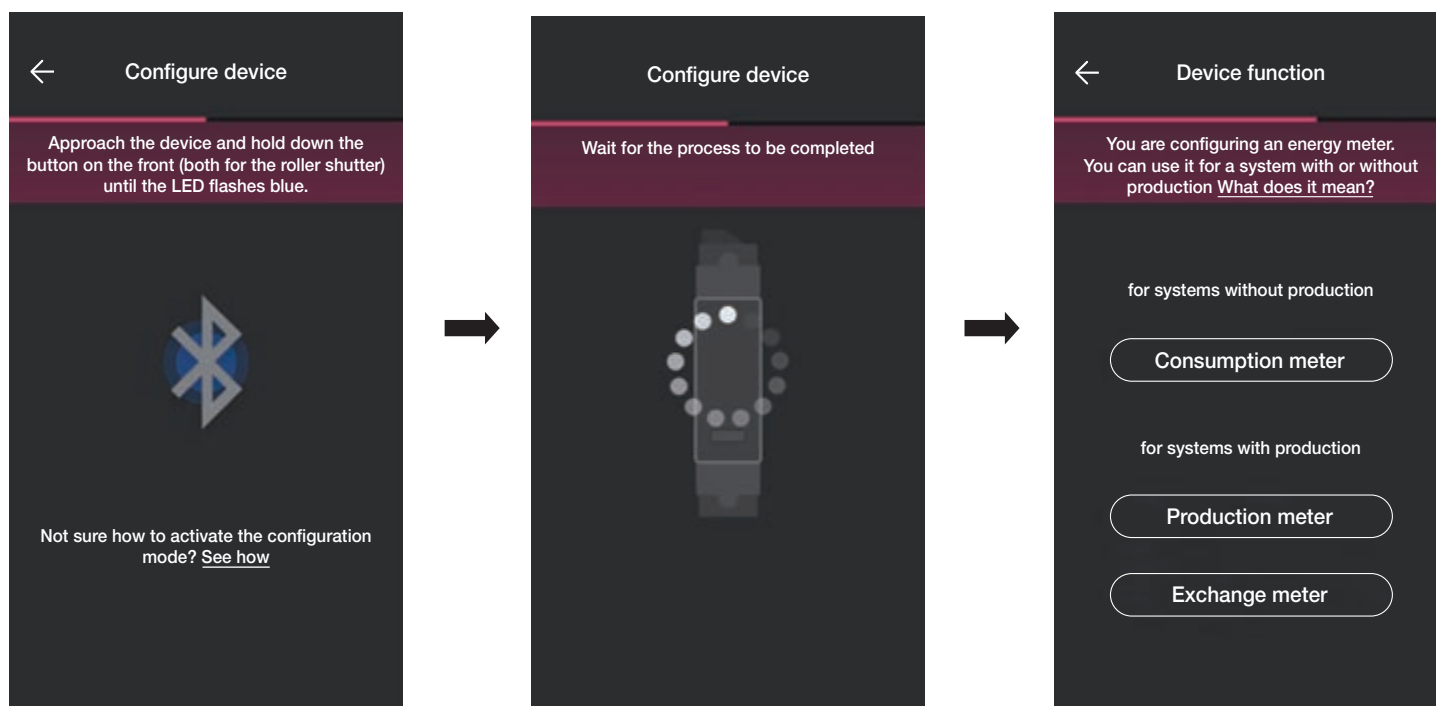 Configure device
Approach the device and hold down the
button on the front (both for the roller shutter)
until the LED flashes blue.
Not sure how to activate the configuration
mode? See how
Configure device
Wait for the process to be completed
Device function
You are configuring an energy meter.
You can use it for a system with or without
production What does it mean?
for systems without production
Consumption meter
for systems with production
Production meter
Exchange meter